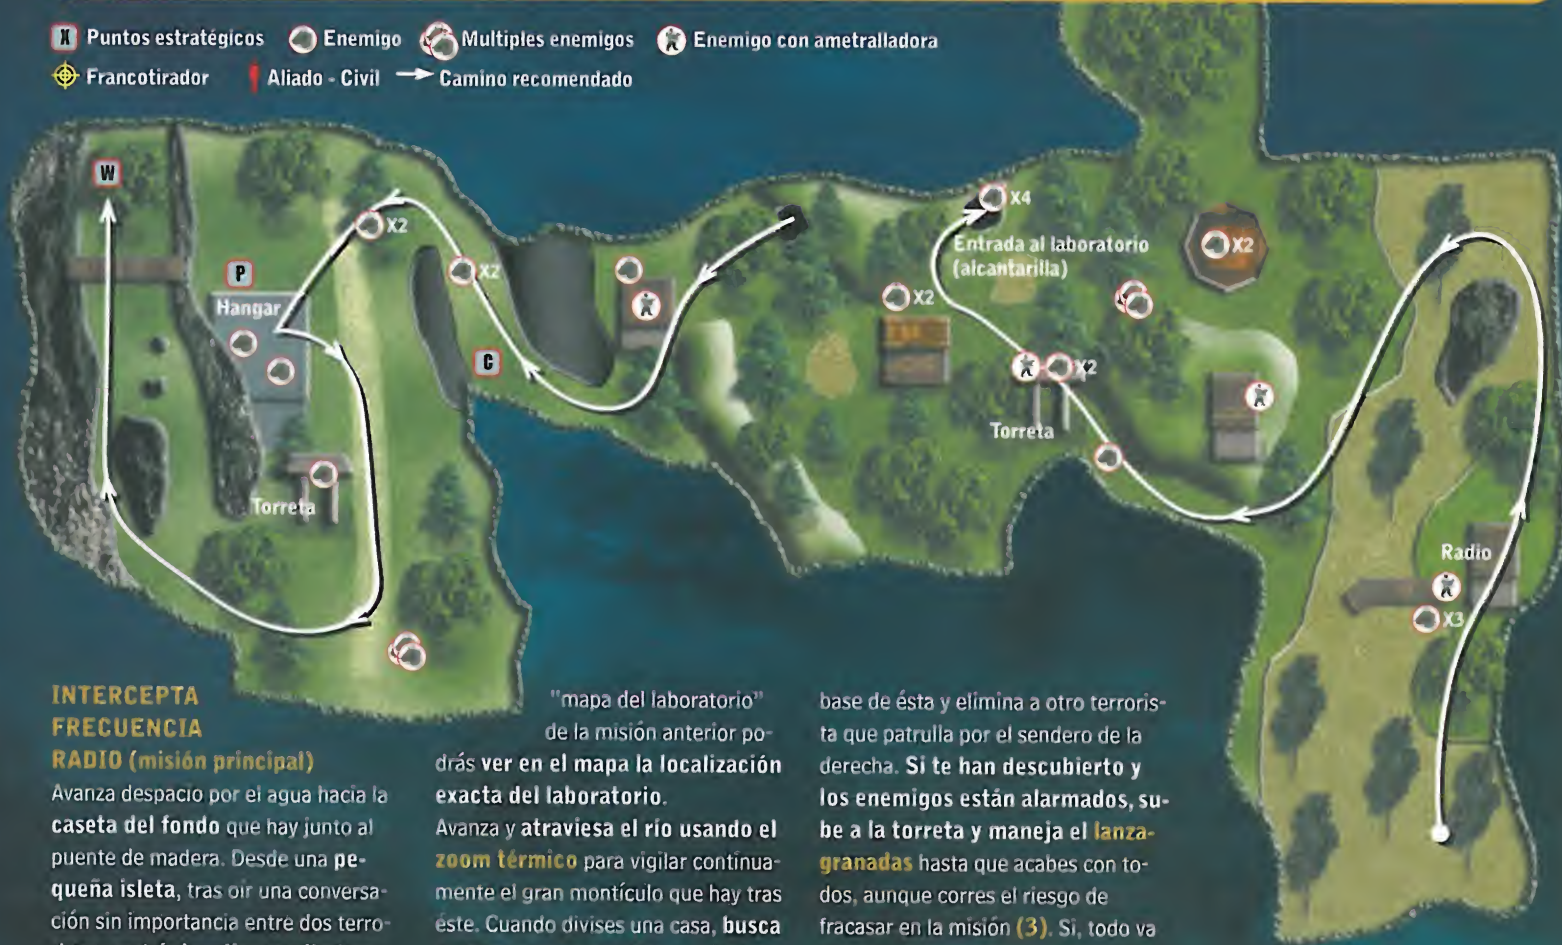 X Puntos estratégicos Enemigo Multiples enemigos Enemigo con ametralladora
Francotirador Aliado - Civil Camino recomendado
W
X2
X4
Entrada al laboratorio
(alcantarilla)
X2
P
X2
Hangar
X2
C
X2
Torreta
Torreta
Radio
X3
INTERCEPTA
FRECUENCIA
RADIO (misión principal)
Avanza despacio por el agua hacia la
caseta del fondo que hay junto al
puente de madera. Desde una pe-
queña isleta, tras oir una conversa-
ción sin importancia entre dos terro-
"mapa del laboratorio"
de la misión anterior po-
drás ver en el mapa la localización
exacta del laboratorio.
Avanza y atraviesa el río usando el
zoom térmico para vigilar continua-
mente el gran montículo que hay tras
éste. Cuando divises una casa, busca
base de ésta y elimina a otro terroris-
ta que patrulla por el sendero de la
derecha. Si te han descubierto y
los enemigos están alarmados, su-
be a la torreta y maneja el lanza-
granadas hasta que acabes con to-
dos, aunque corres el riesgo de
fracasar en la misión (3). Si, todo va